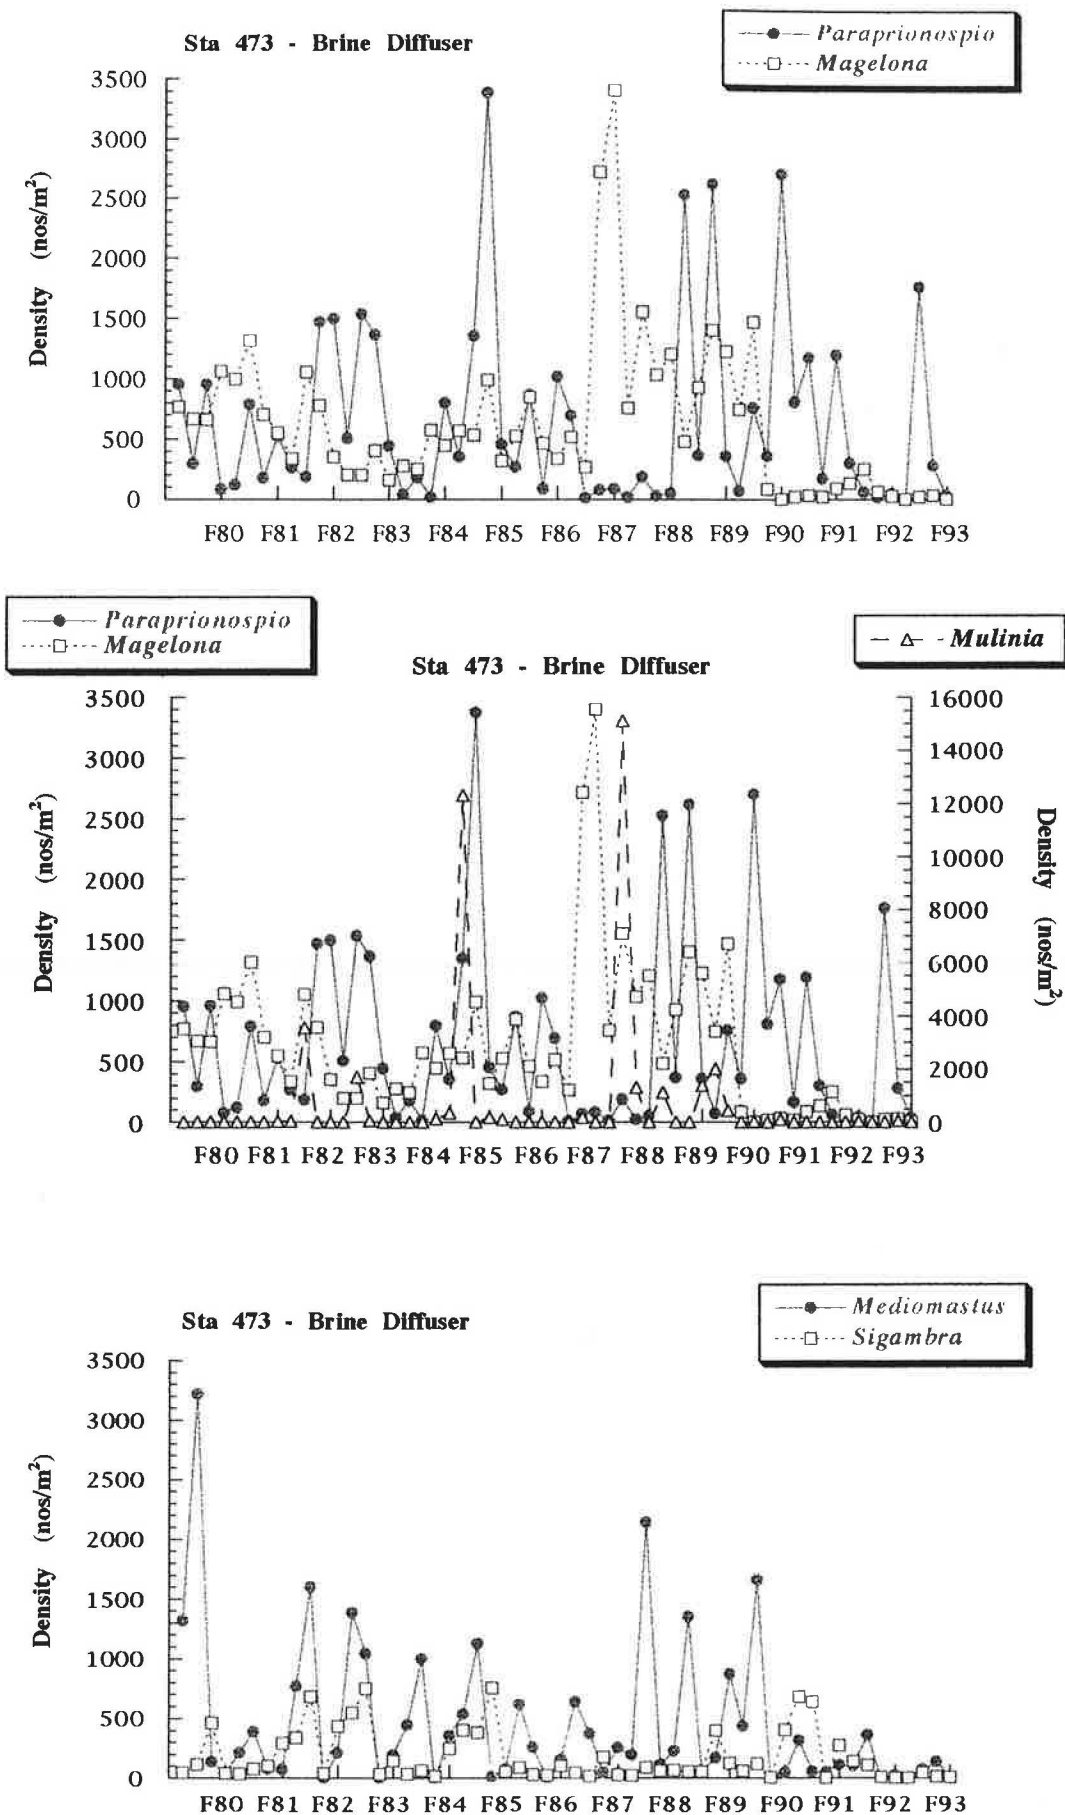 Sta 473 - Brine Diffuser
Paraprionospio
Magelona
Density (nos/m²)
3500
3000
2500
2000
1500
1000
500
0
F80 F81 F82 F83 F84 F85 F86 F87 F88 F89 F90 F91 F92 F93
Paraprionospio
Magelona
Mulinia
Sta 473 - Brine Diffuser
Density (nos/m²)
3500
3000
2500
2000
1500
1000
500
0
16000
14000
12000
10000
8000
6000
4000
2000
0
Density (nos/m²)
F80 F81 F82 F83 F84 F85 F86 F87 F88 F89 F90 F91 F92 F93
Sta 473 - Brine Diffuser
Mediomastus
Sigambra
Density (nos/m²)
3500
3000
2500
2000
1500
1000
500
0
F80 F81 F82 F83 F84 F85 F86 F87 F88 F89 F90 F91 F92 F93